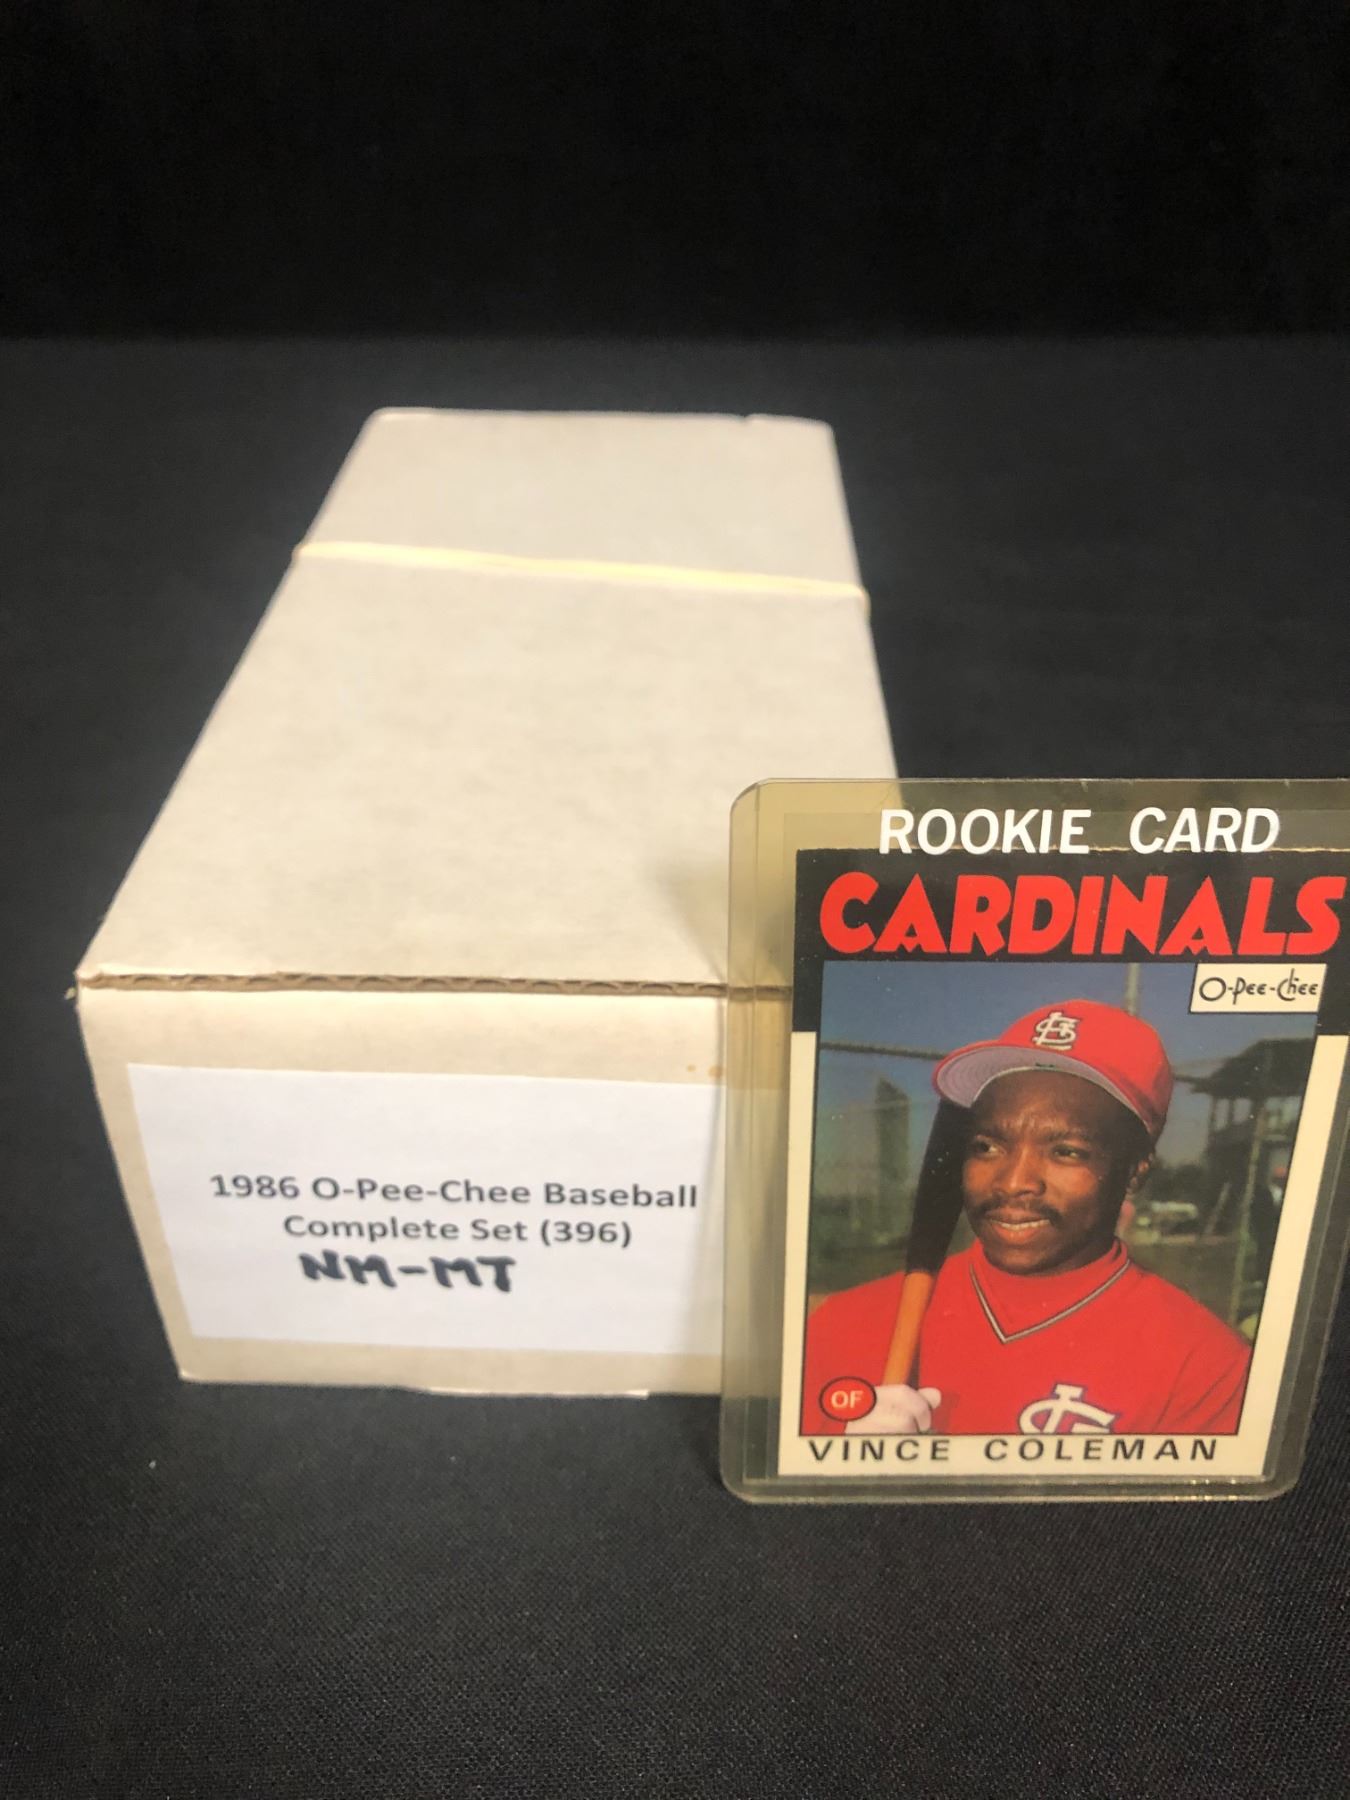 ROOKIE CARD
CARDINALS
O-Pee-Chee
1986 O-Pee-Chee Baseball
Complete Set (396)
NM-MT
OF
VINCE COLEMAN